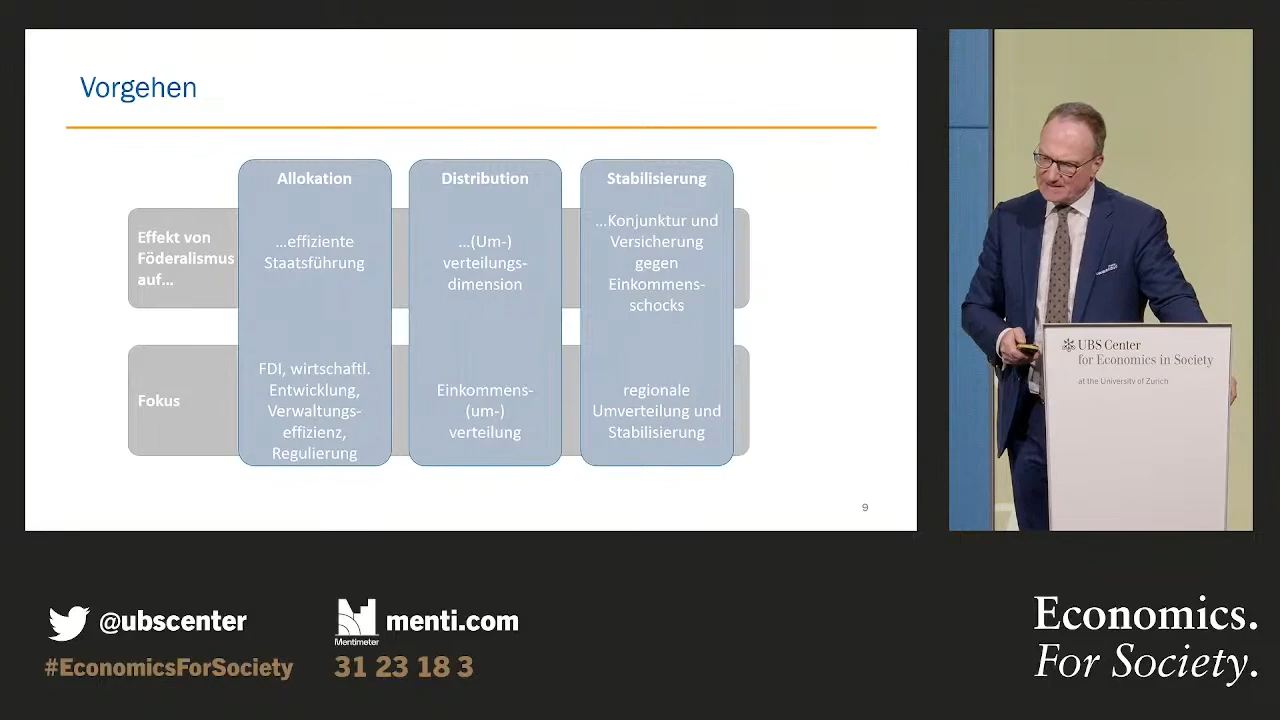 Vorgehen
Allokation
Distribution
Stabilisierung
Effekt von
Föderalismus
auf...
...effiziente
Staatsführung
...(Um-)
verteilungs-
dimension
...Konjunktur und
Versicherung
gegen
Einkommens-
schocks
Fokus
FDI, wirtschaftl.
Entwicklung,
Verwaltungs-
effizienz,
Regulierung
Einkommens-
(um-)
verteilung
regionale
Umverteilung und
Stabilisierung
9
UBS Center
for Economics in Society
at the University of Zurich
@ubscenter
#EconomicsForSociety
Mentimeter
menti.com
31 23 18 3
Economics.
For Society.